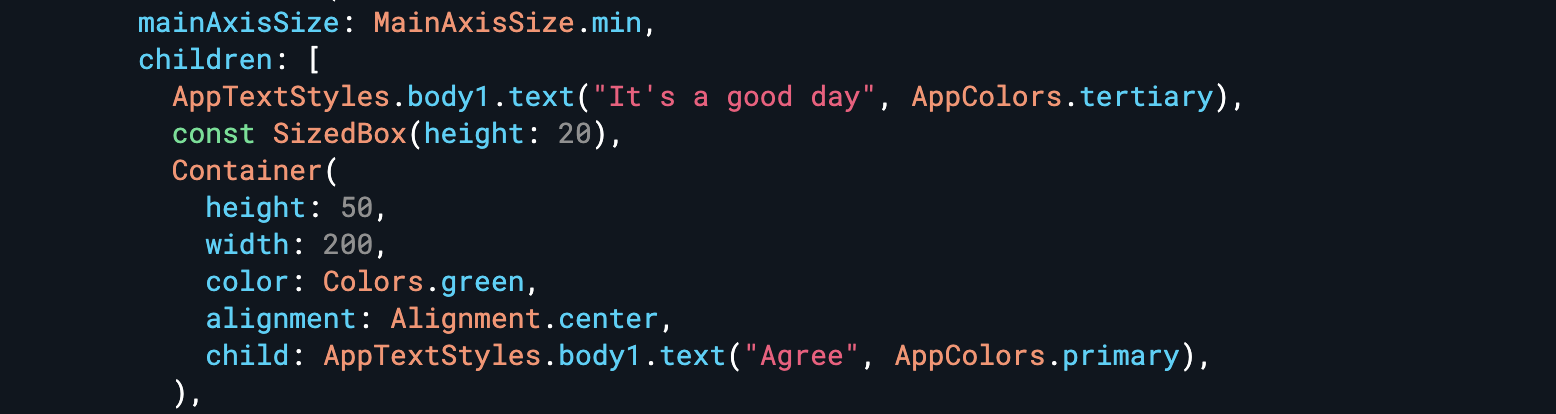 mainAxisSize: MainAxisSize.min,
children: [
AppTextStyles.body1.text("It's a good day", AppColors.tertiary),
const SizedBox(height: 20),
Container(
height: 50,
width: 200,
color: Colors.green,
alignment: Alignment.center,
child: AppTextStyles.body1.text("Agree", AppColors.primary),
),